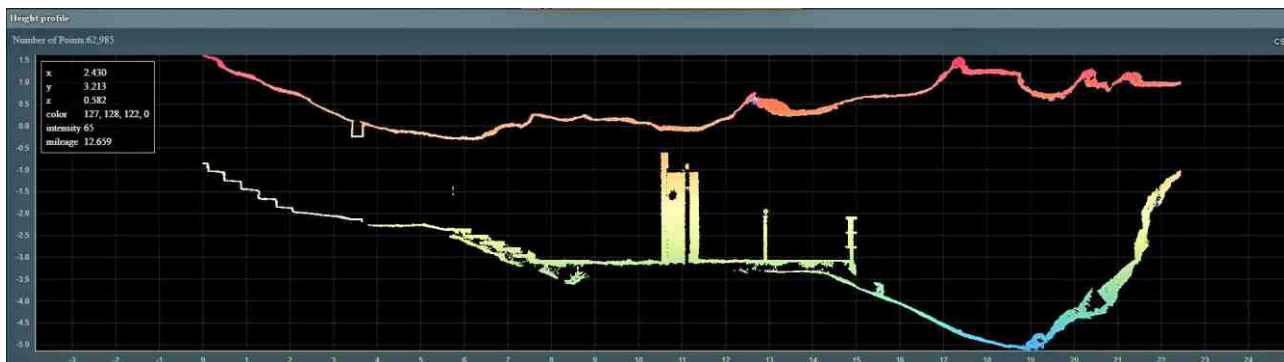 Height profile
Number of Points:62,985
CS
1.5
1.0
0.5
0.0
-0.5
-1.0
-1.5
-2.0
-2.5
-3.0
-3.5
-4.0
-4.5
-5.0
x 2.430
y 3.213
z 0.582
color 127, 128, 122, 0
intensity 65
mileage 12.659
-3 -2 -1 0 1 2 3 4 5 6 7 8 9 10 11 12 13 14 15 16 17 18 19 20 21 22 23 24